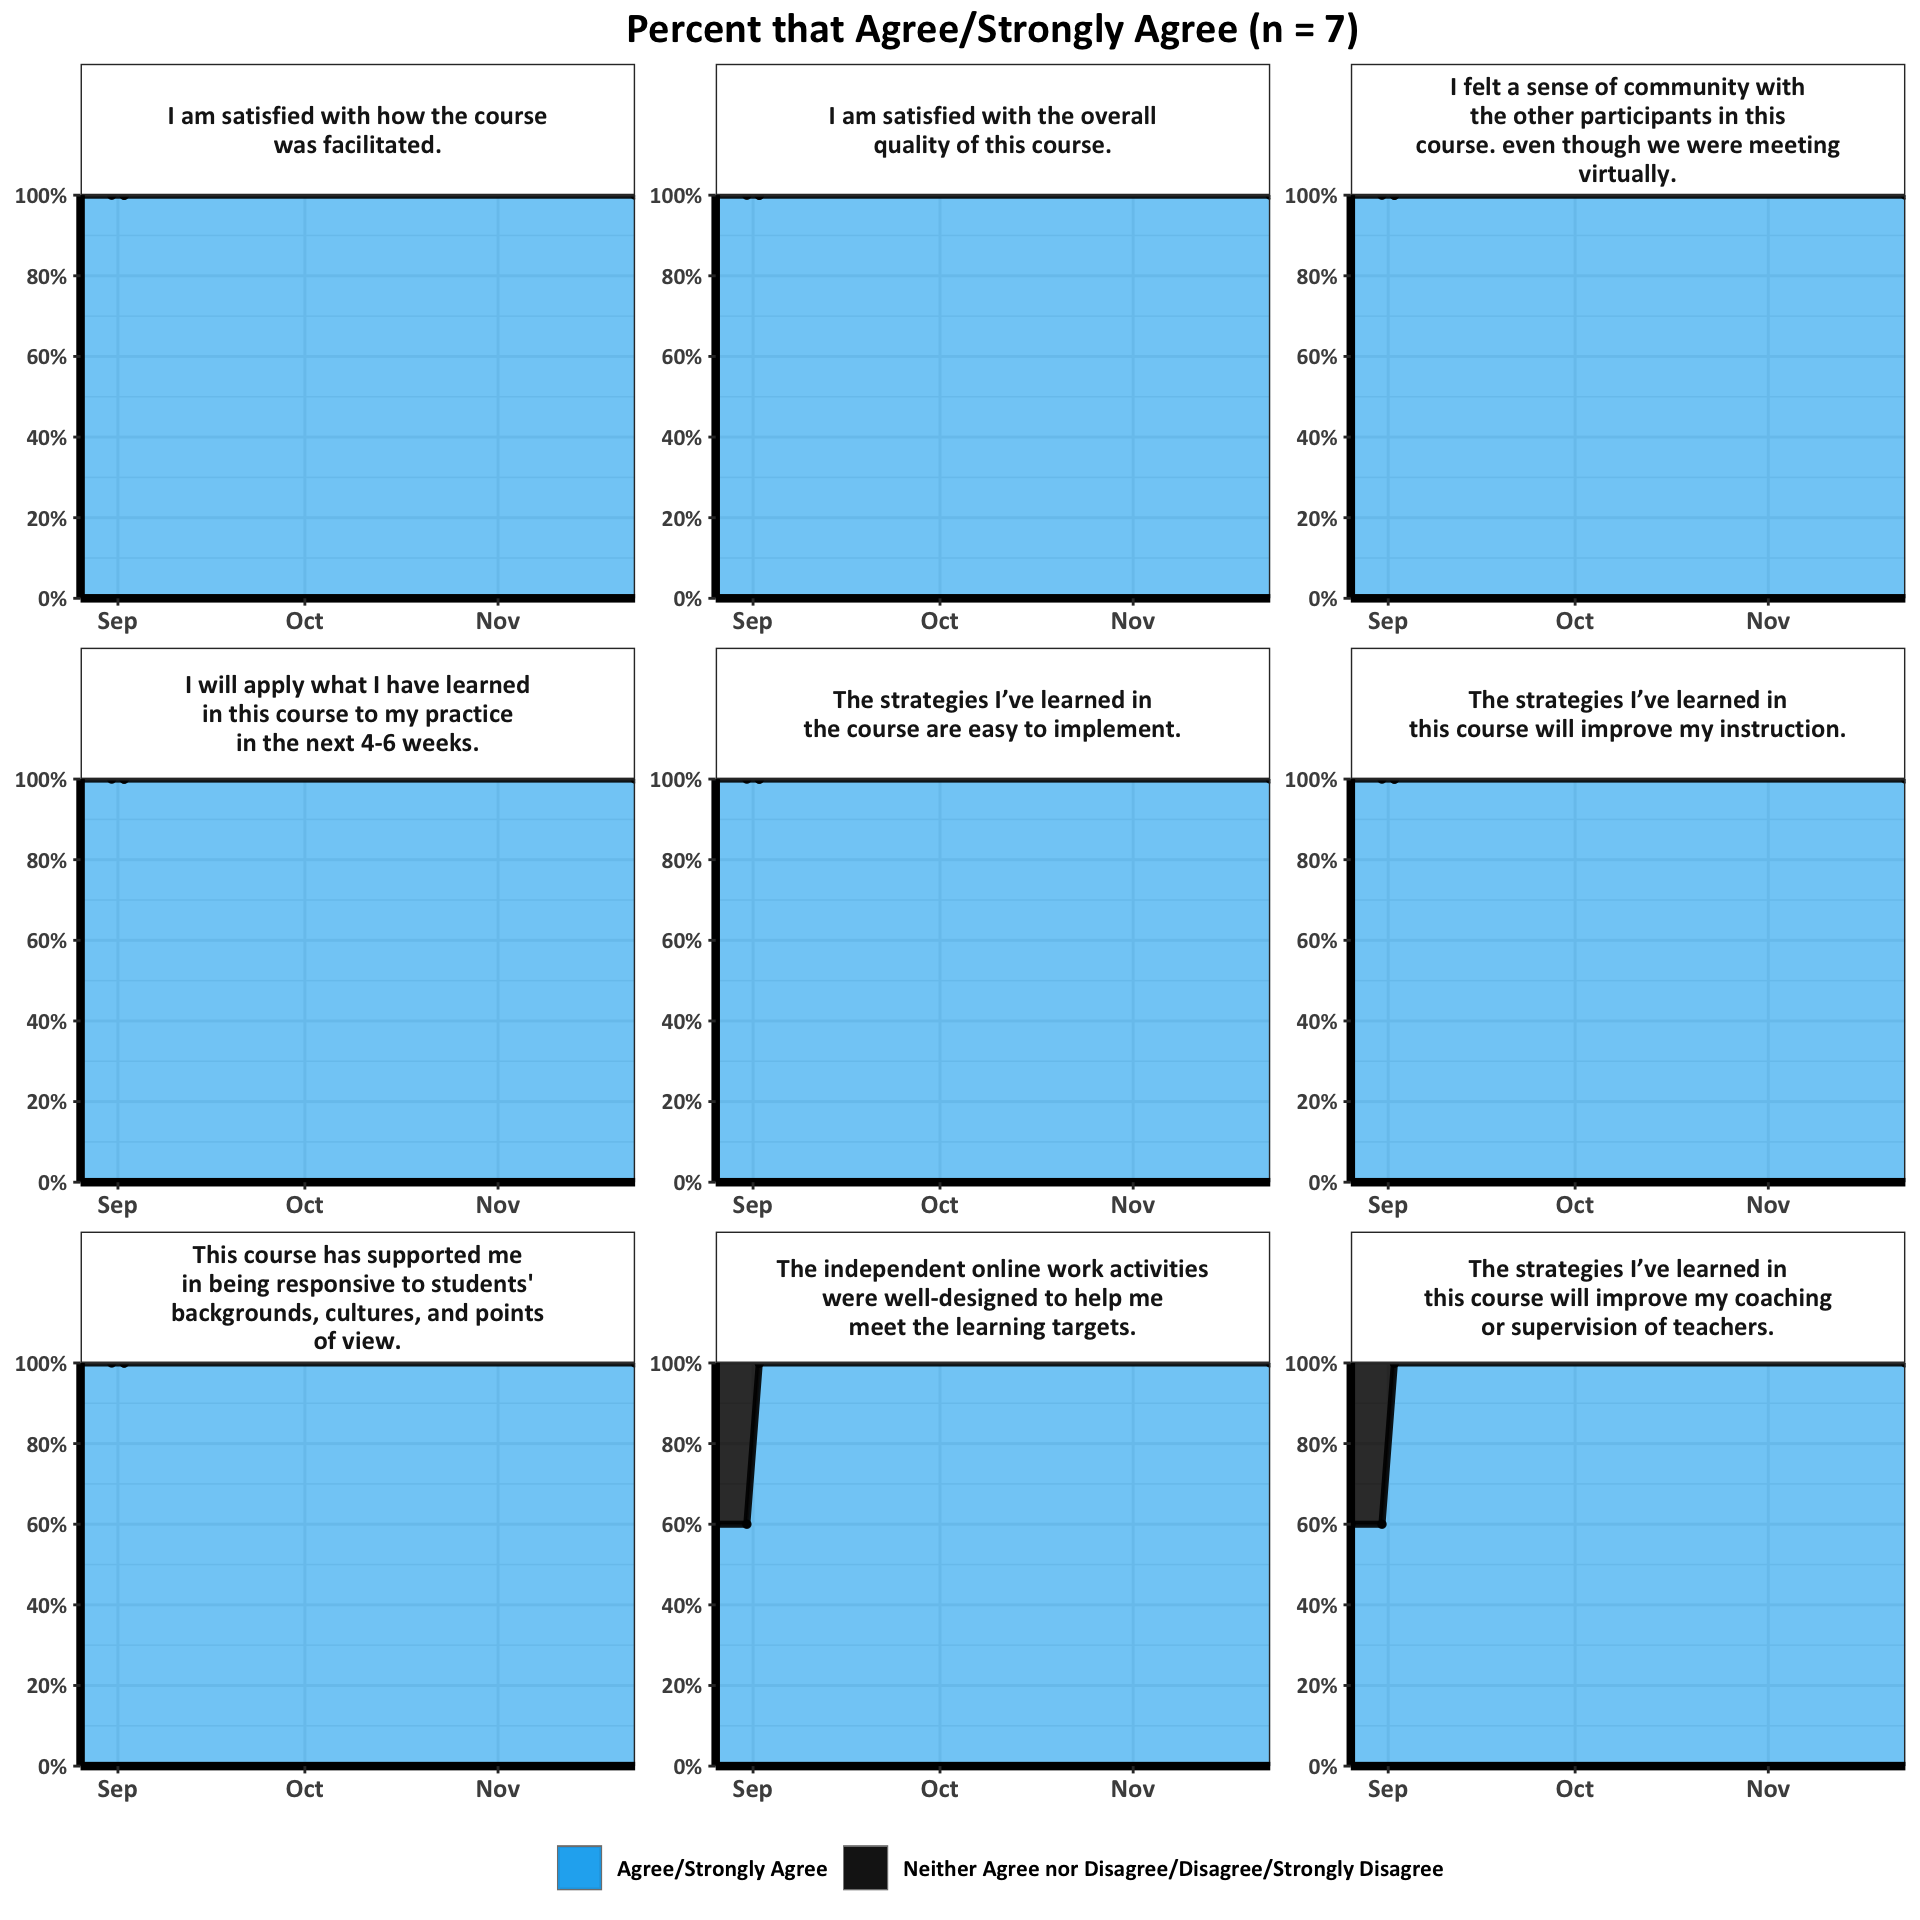 Percent that Agree/Strongly Agree (n = 7)
I am satisfied with how the course
was facilitated.
100%
80%
60%
40%
20%
0%
Sep Oct Nov
I am satisfied with the overall
quality of this course.
100%
80%
60%
40%
20%
0%
Sep Oct Nov
I felt a sense of community with
the other participants in this
course. even though we were meeting
virtually.
100%
80%
60%
40%
20%
0%
Sep Oct Nov
I will apply what I have learned
in this course to my practice
in the next 4-6 weeks.
100%
80%
60%
40%
20%
0%
Sep Oct Nov
The strategies I’ve learned in
the course are easy to implement.
100%
80%
60%
40%
20%
0%
Sep Oct Nov
The strategies I’ve learned in
this course will improve my instruction.
100%
80%
60%
40%
20%
0%
Sep Oct Nov
This course has supported me
in being responsive to students'
backgrounds, cultures, and points
of view.
100%
80%
60%
40%
20%
0%
Sep Oct Nov
The independent online work activities
were well-designed to help me
meet the learning targets.
100%
80%
60%
40%
20%
0%
Sep Oct Nov
The strategies I’ve learned in
this course will improve my coaching
or supervision of teachers.
100%
80%
60%
40%
20%
0%
Sep Oct Nov
Agree/Strongly Agree
Neither Agree nor Disagree/Disagree/Strongly Disagree